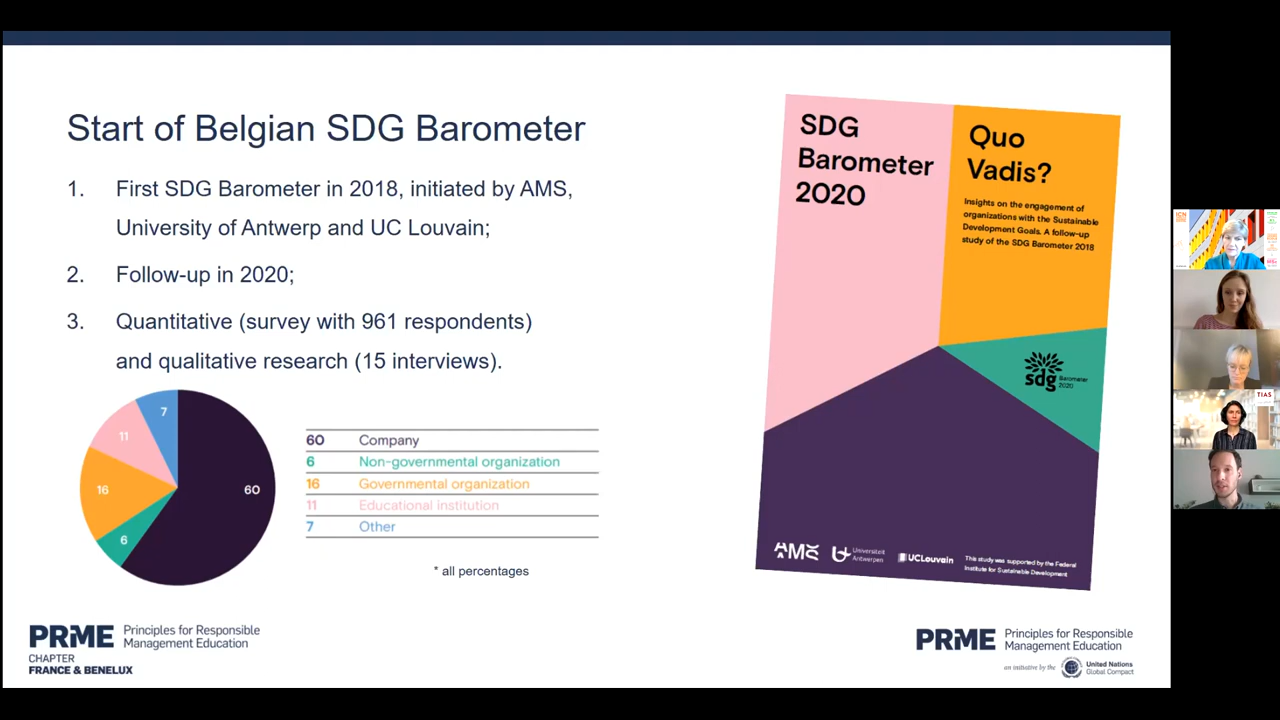 Start of Belgian SDG Barometer
1. First SDG Barometer in 2018, initiated by AMS,
University of Antwerp and UC Louvain;
2. Follow-up in 2020;
3. Quantitative (survey with 961 respondents)
and qualitative research (15 interviews).
7
11
16
60
6
60 Company
6 Non-governmental organization
16 Governmental organization
11 Educational institution
7 Other
* all percentages
PRME Principles for Responsible
Management Education
CHAPTER
FRANCE & BENELUX
SDG
Barometer
2020
Quo
Vadis?
Insights on the engagement of
organizations with the Sustainable
Development Goals. A follow-up
study of the SDG Barometer 2018
sdg Barometer
2020
AMS
Universiteit
Antwerpen
UCLouvain
This study was supported by the Federal
Institute for Sustainable Development
PRME Principles for Responsible
Management Education
an initiative by the United Nations
Global Compact
ICN
TIAS